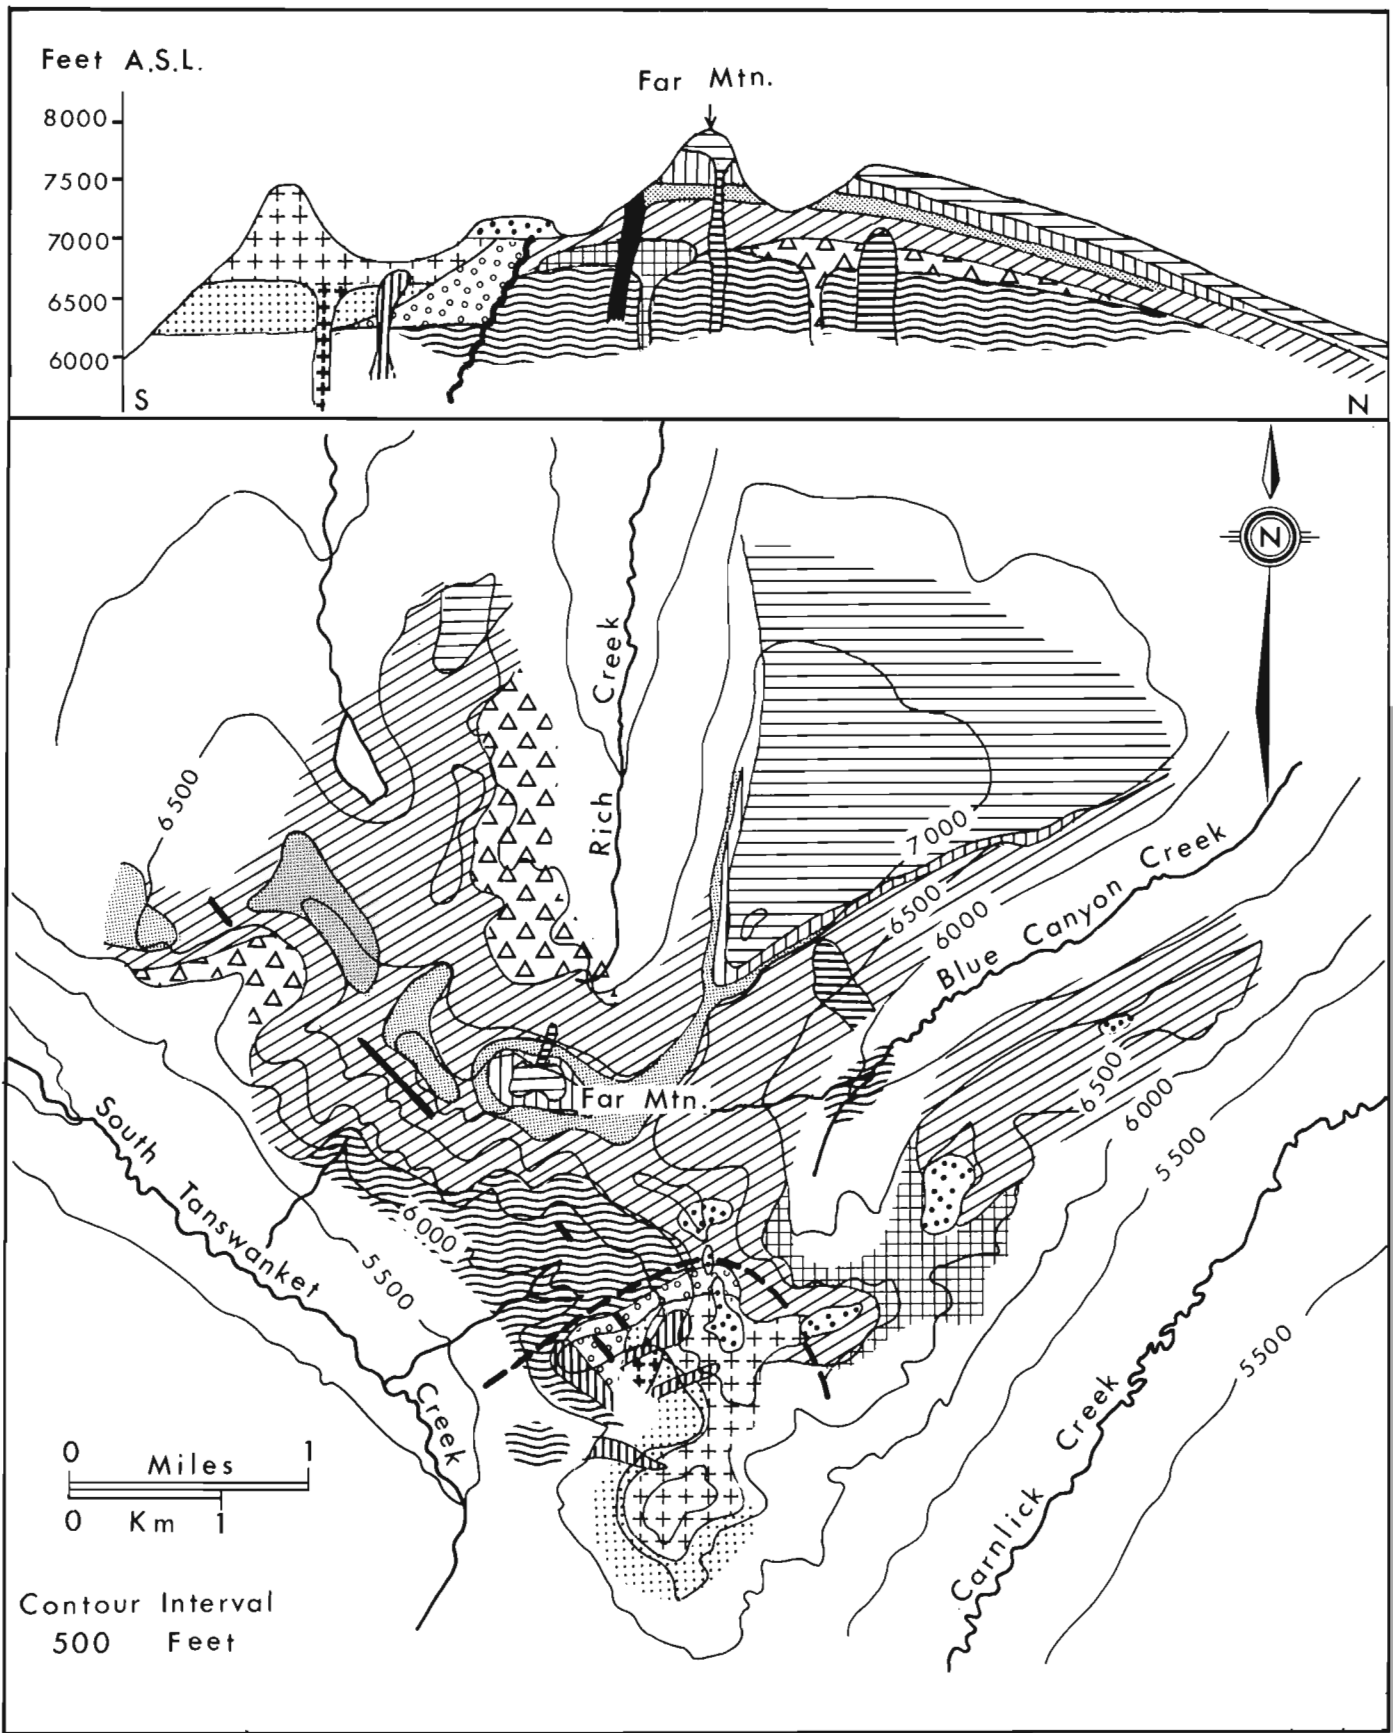 Feet A.S.L.
Far Mtn.
8000
7500
7000
6500
6000
S
N
N
Rich Creek
6500
7000
6500
6000
Blue Canyon Creek
Far Mtn.
6500
6000
5500
South Tanswanket Creek
6000
5500
5500
Carnlick Creek
0 1
Miles
0 Km 1
Contour Interval
500 Feet